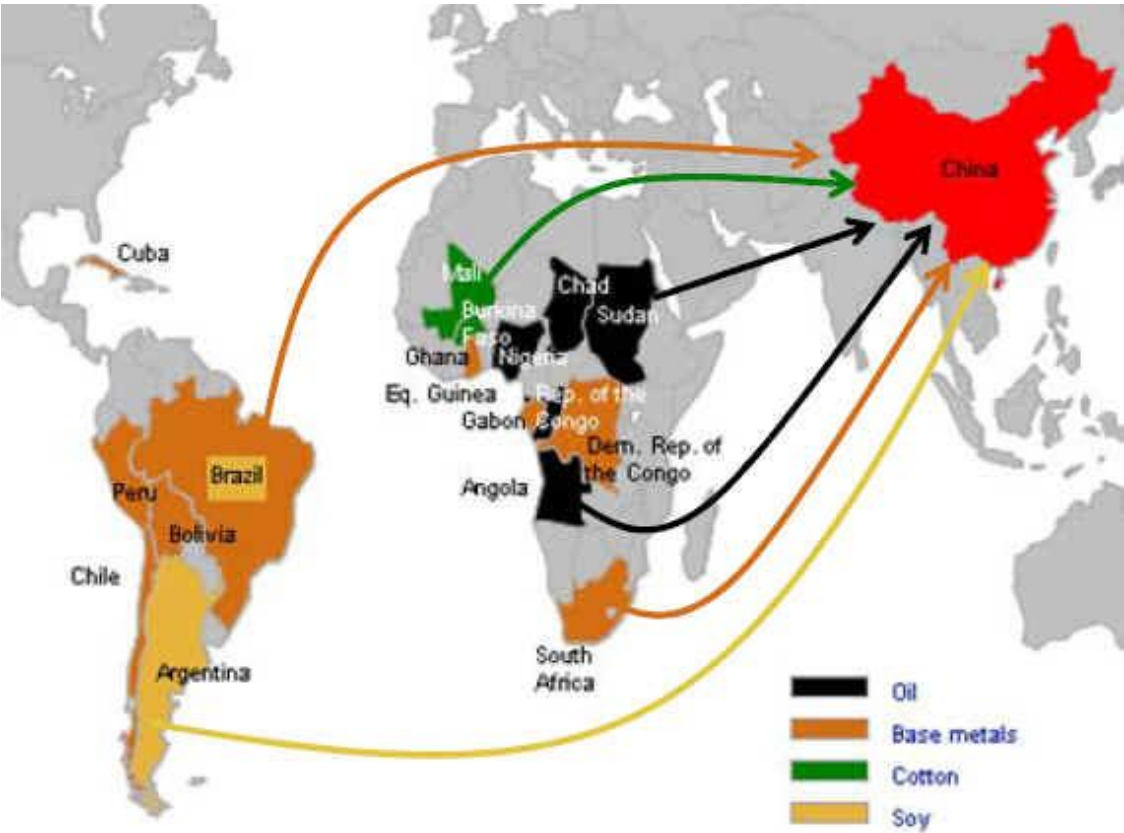 China
Cuba
Mali
Chad
Burkina
Faso
Sudan
Ghana
Nigeria
Eq. Guinea
Rep. of the
Gabon
Congo
Dem. Rep. of
the Congo
Angola
Brazil
Peru
Bolivia
Chile
Argentina
South
Africa
Oil
Base metals
Cotton
Soy